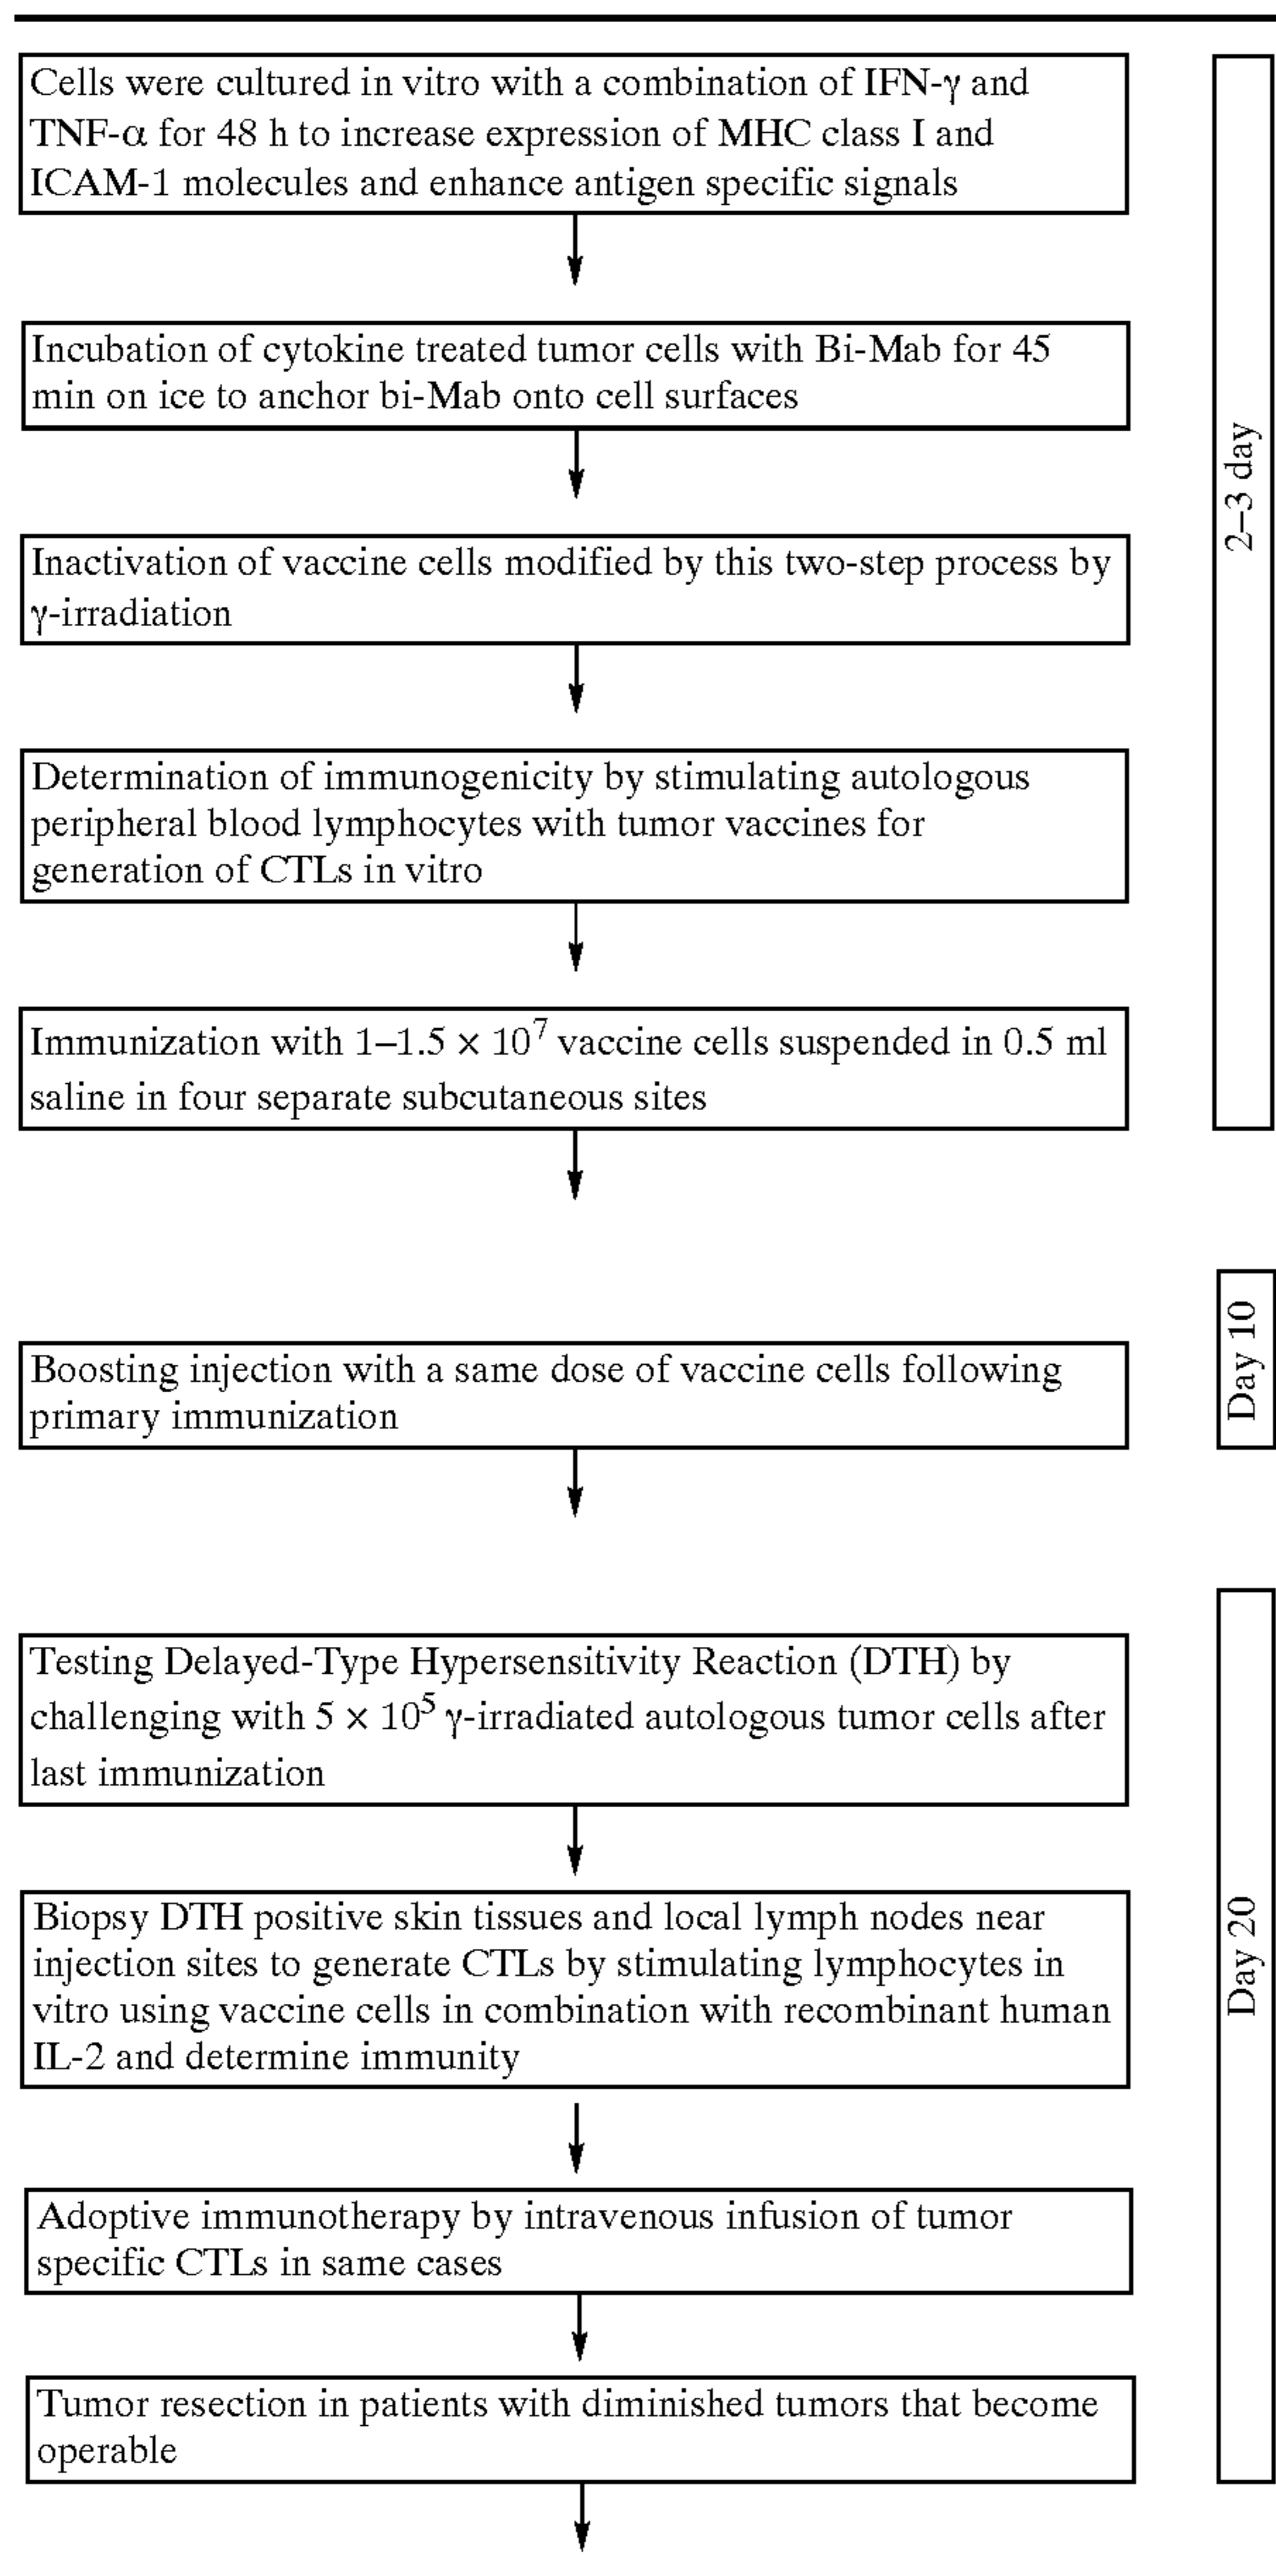 Cells were cultured in vitro with a combination of IFN-γ and
TNF-α for 48 h to increase expression of MHC class I and
ICAM-1 molecules and enhance antigen specific signals
Incubation of cytokine treated tumor cells with Bi-Mab for 45
min on ice to anchor bi-Mab onto cell surfaces
Inactivation of vaccine cells modified by this two-step process by
γ-irradiation
Determination of immunogenicity by stimulating autologous
peripheral blood lymphocytes with tumor vaccines for
generation of CTLs in vitro
Immunization with 1–1.5 × 10⁷ vaccine cells suspended in 0.5 ml
saline in four separate subcutaneous sites
2–3 day
Boosting injection with a same dose of vaccine cells following
primary immunization
Day 10
Testing Delayed-Type Hypersensitivity Reaction (DTH) by
challenging with 5 × 10⁵ γ-irradiated autologous tumor cells after
last immunization
Biopsy DTH positive skin tissues and local lymph nodes near
injection sites to generate CTLs by stimulating lymphocytes in
vitro using vaccine cells in combination with recombinant human
IL-2 and determine immunity
Adoptive immunotherapy by intravenous infusion of tumor
specific CTLs in same cases
Tumor resection in patients with diminished tumors that become
operable
Day 20